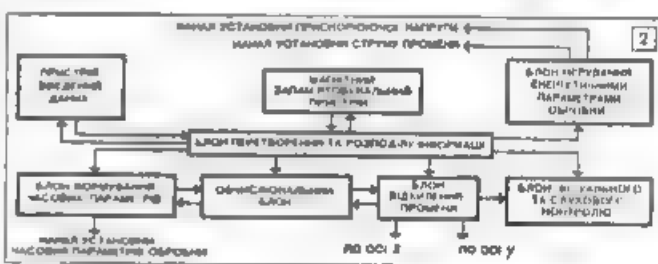 КАНАЛ УСТАНОВКИ ПРИСКОРЮЮЧОЇ НАПРУГИ
КАНАЛ УСТАНОВКИ СТРУМУ ПРОМЕНЯ
2
ПРИСТРІЙ
ВВЕДЕННЯ
ДАНИХ
МАГНІТНИЙ
ЗАПАМ'ЯТОВУВАЛЬНИЙ
ПРИСТРІЙ
БЛОК КЕРУВАННЯ
ЕНЕРГЕТИЧНИМИ
ПАРАМЕТРАМИ
ОБРОБКИ
БЛОК ПЕРЕТВОРЕННЯ ТА РОЗПОДІЛУ ІНФОРМАЦІЇ
БЛОК ФОРМУВАННЯ
ЧАСОВИХ ПАРАМЕТРІВ
ОБЧИСЛЮВАЛЬНИЙ
БЛОК
БЛОК
ВІДХИЛЕННЯ
ПРОМЕНЯ
БЛОК ВІЗУАЛЬНОГО
ТА СЛУХОВОГО
КОНТРОЛЮ
КАНАЛ УСТАНОВКИ
ЧАСОВИХ ПАРАМЕТРІВ ОБРОБКИ
ПО ОСІ X
ПО ОСІ У